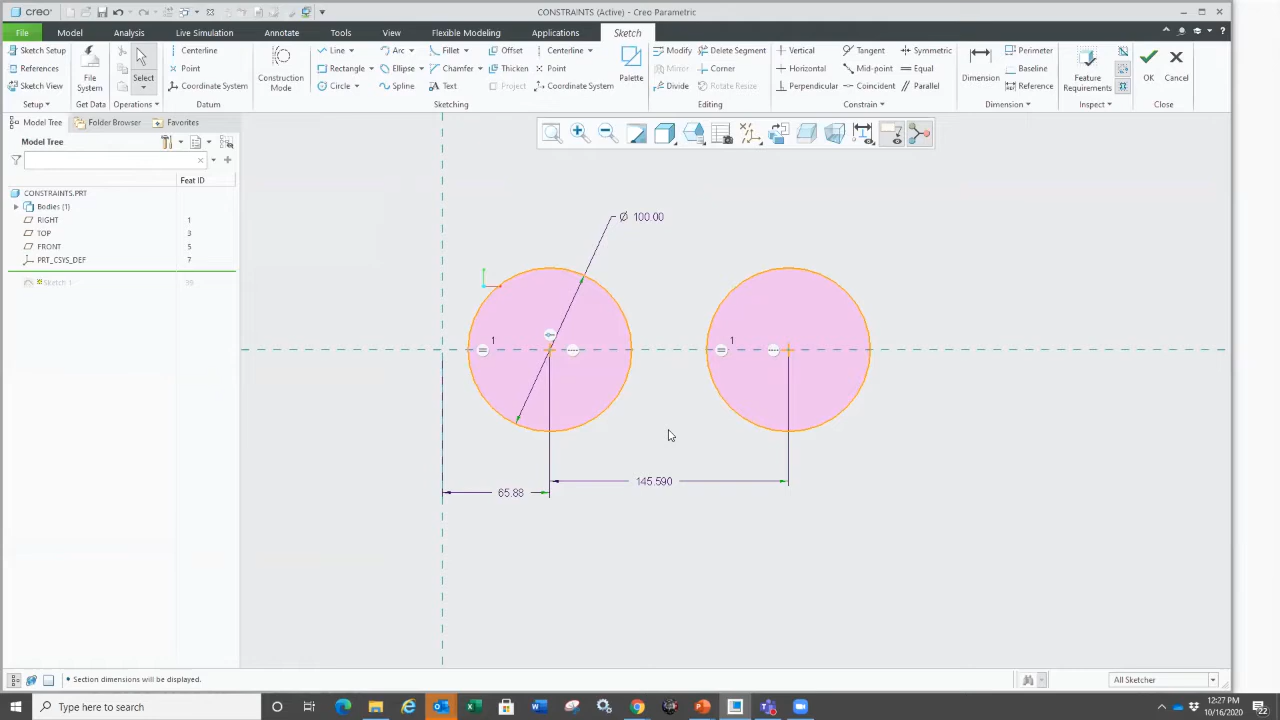 creo
CONSTRAINTS (Active) - Creo Parametric
File Model Analysis Live Simulation Annotate Tools View Flexible Modeling Applications Sketch
Sketch Setup
References
Sketch View
Setup
File System
Get Data
Select
Operations
Centerline
Point
Coordinate System
Datum
Construction Mode
Line Arc Fillet Offset Centerline
Rectangle Ellipse Chamfer Thicken Point
Circle Spline Text Project Coordinate System
Sketching
Palette
Modify Delete Segment
Mirror Corner
Divide Rotate Resize
Editing
Vertical Tangent Symmetric
Horizontal Mid-point Equal
Perpendicular Coincident Parallel
Constrain
Dimension
Perimeter
Baseline
Reference
Dimension
Feature Requirements
Inspect
OK Cancel
Close
Model Tree Folder Browser Favorites
Model Tree
Feat ID
CONSTRAINTS.PRT
Bodies (1)
RIGHT 1
TOP 3
FRONT 5
PRT_CSYS_DEF 7
Sketch 1 39
Ø 100.00
1
1
145.590
65.88
• Section dimensions will be displayed.
All Sketcher
Type here to search
12:27 PM
10/16/2020
22